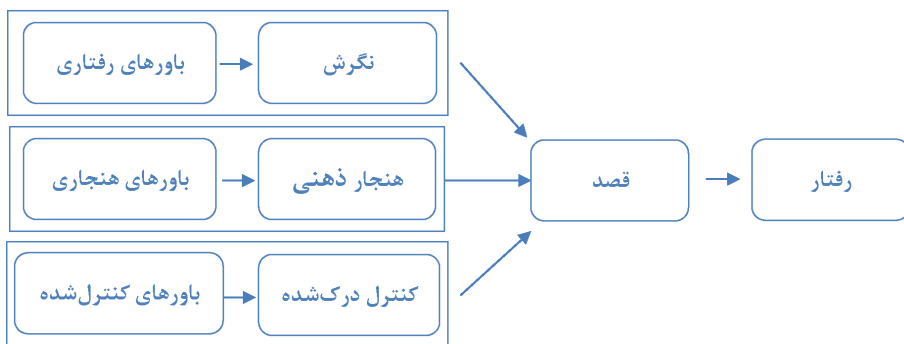 باورهای رفتاری
نگرش
باورهای هنجاری
هنجار ذهنی
قصد
رفتار
باورهای کنترل‌شده
کنترل درک‌شده